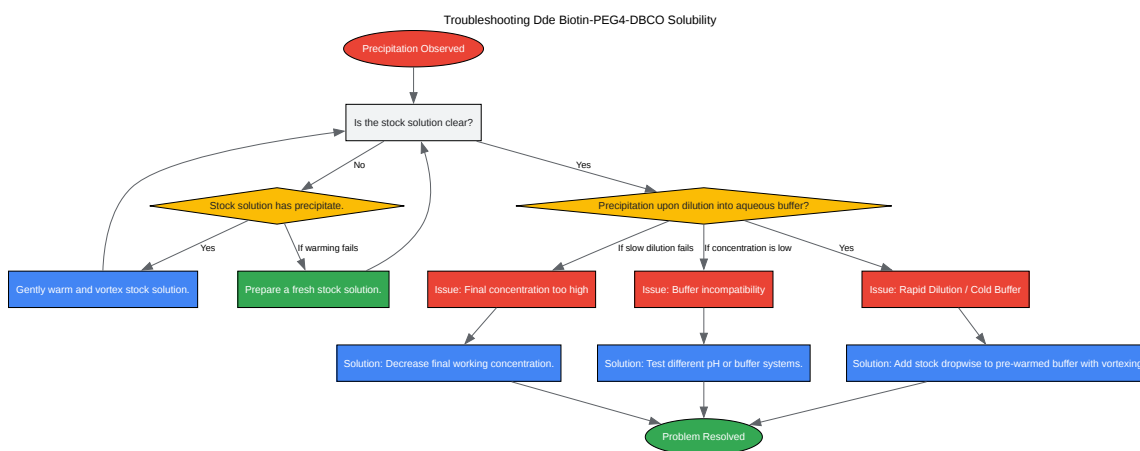 Troubleshooting Dde Biotin-PEG4-DBCO Solubility
Precipitation Observed
Is the stock solution clear?
No
Yes
Stock solution has precipitate.
Precipitation upon dilution into aqueous buffer?
Yes
If warming fails
If slow dilution fails
If concentration is low
Yes
Gently warm and vortex stock solution.
Prepare a fresh stock solution.
Issue: Final concentration too high
Issue: Buffer incompatibility
Issue: Rapid Dilution / Cold Buffer
Solution: Decrease final working concentration.
Solution: Test different pH or buffer systems.
Solution: Add stock dropwise to pre-warmed buffer with vortexing
Problem Resolved